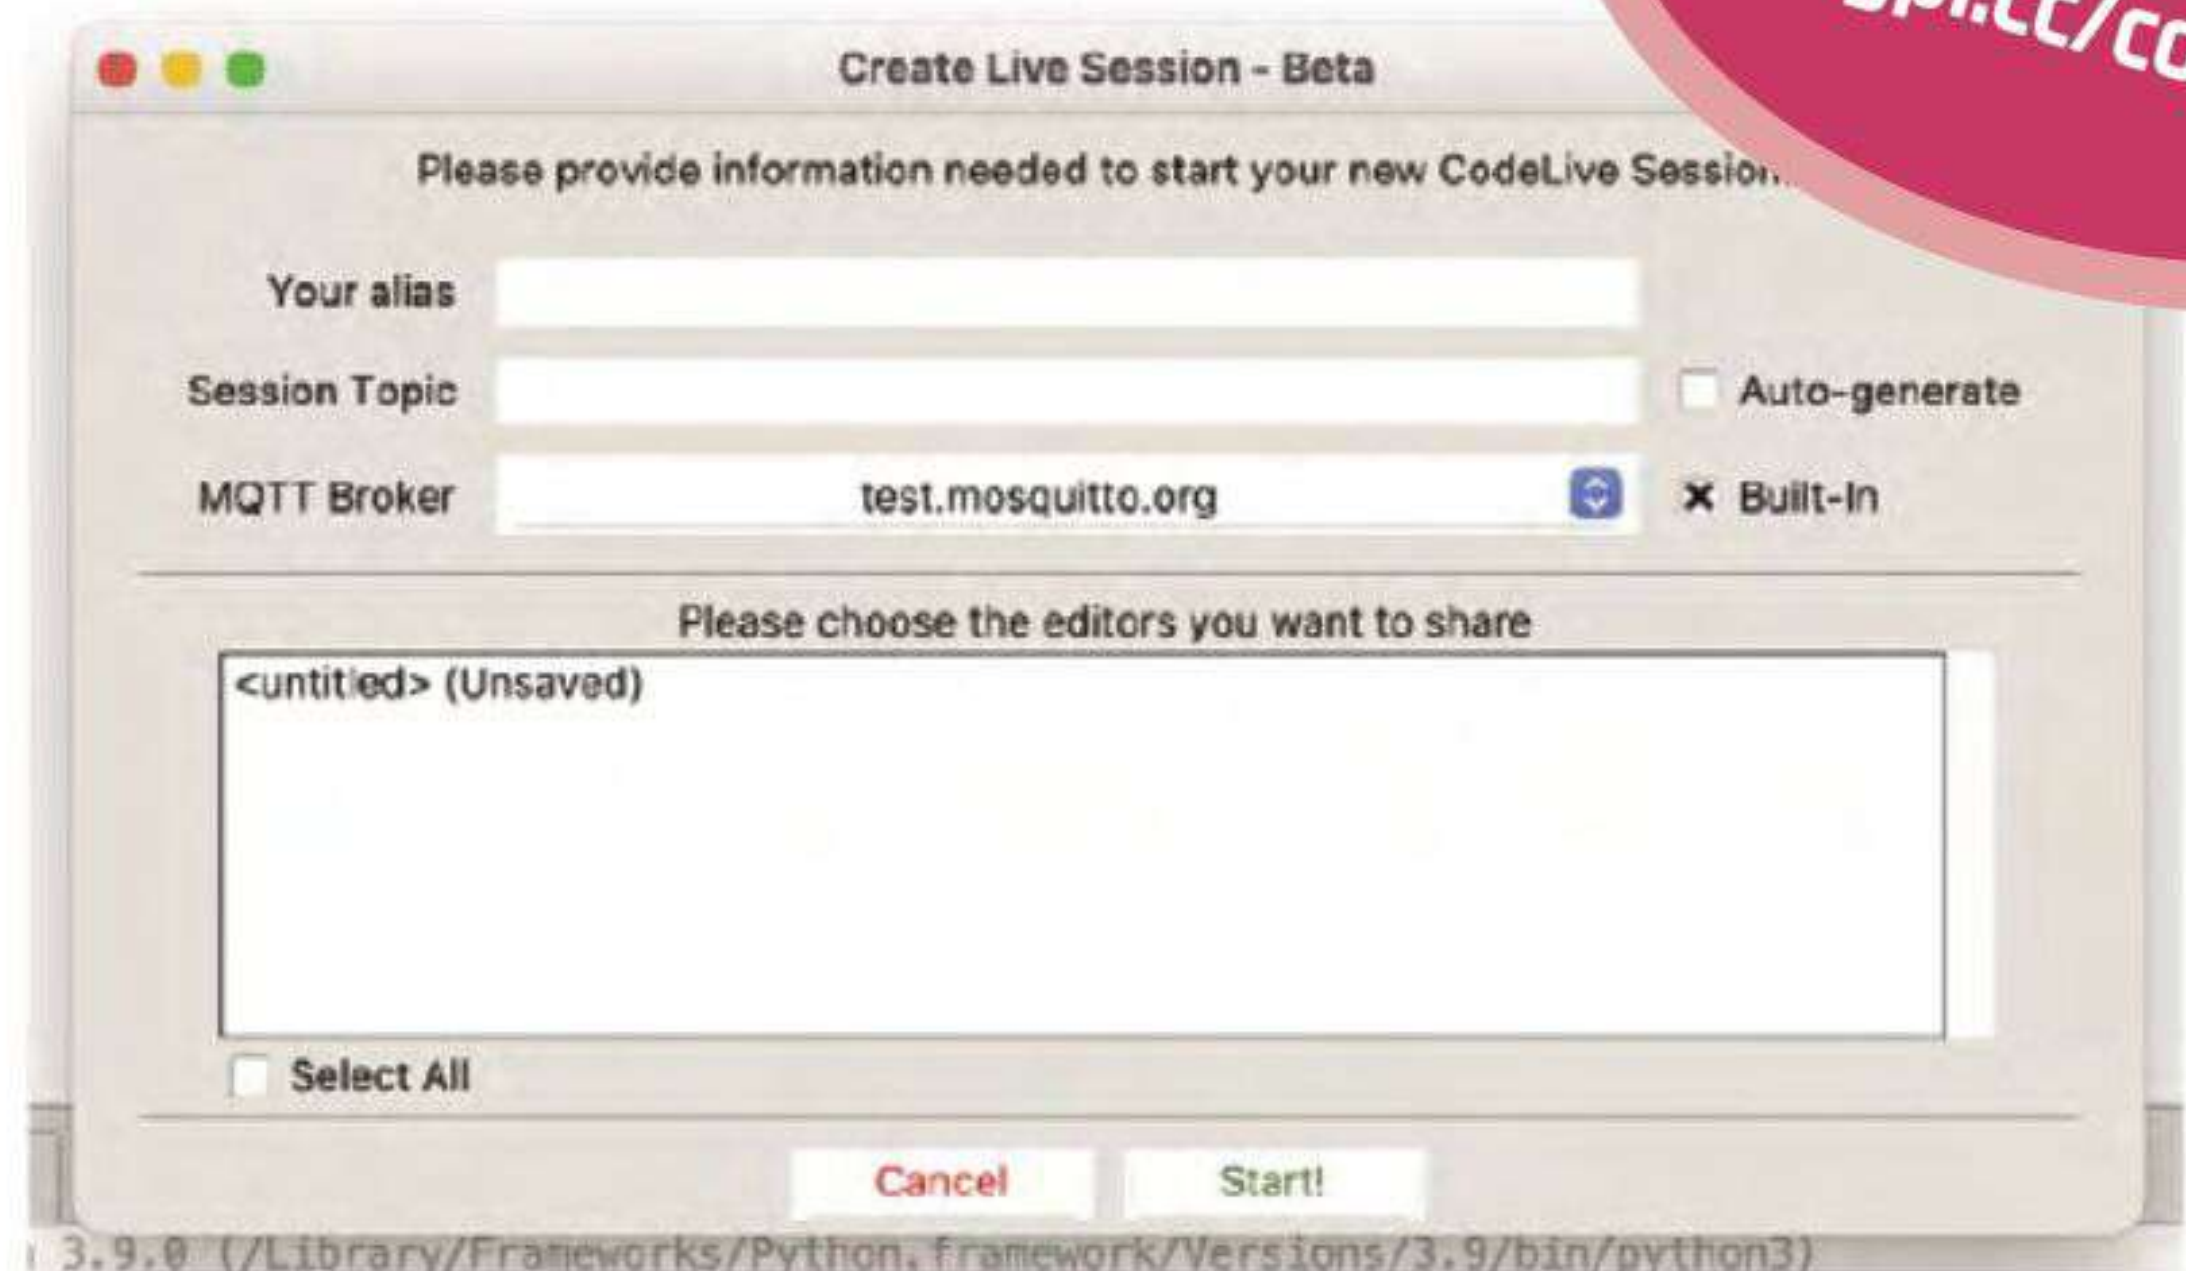 Create Live Session - Beta
Please provide information needed to start your new CodeLive Session
Your alias
Session Topic
Auto-generate
MQTT Broker
test.mosquitto.org
Built-In
Please choose the editors you want to share
<untitled> (Unsaved)
Select All
Cancel
Start!
3.9.0 (/Library/Frameworks/Python.framework/Versions/3.9/bin/python3)